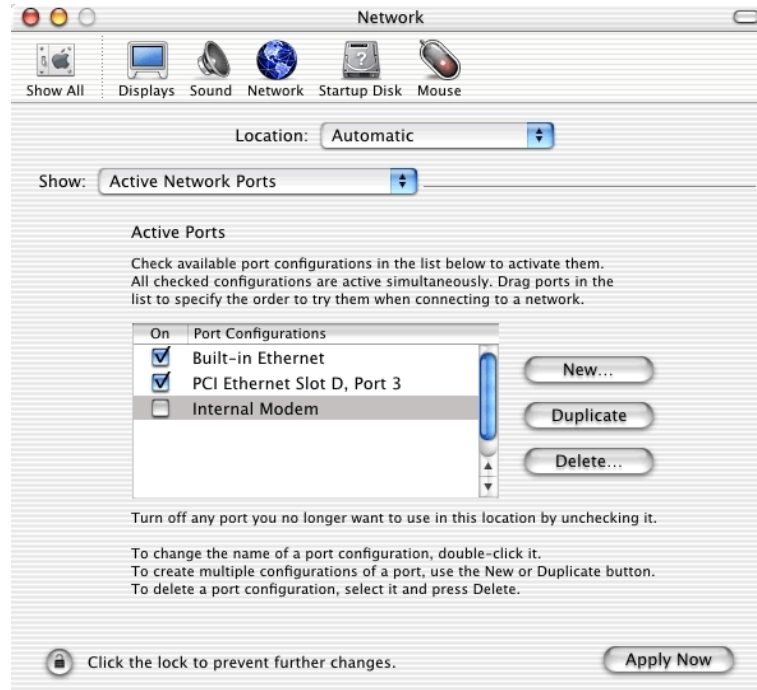 Network
Show All Displays Sound Network Startup Disk Mouse
Location: Automatic
Show: Active Network Ports
Active Ports
Check available port configurations in the list below to activate them.
All checked configurations are active simultaneously. Drag ports in the
list to specify the order to try them when connecting to a network.
On Port Configurations
Built-in Ethernet
PCI Ethernet Slot D, Port 3
Internal Modem
New...
Duplicate
Delete...
Turn off any port you no longer want to use in this location by unchecking it.
To change the name of a port configuration, double-click it.
To create multiple configurations of a port, use the New or Duplicate button.
To delete a port configuration, select it and press Delete.
Click the lock to prevent further changes.
Apply Now